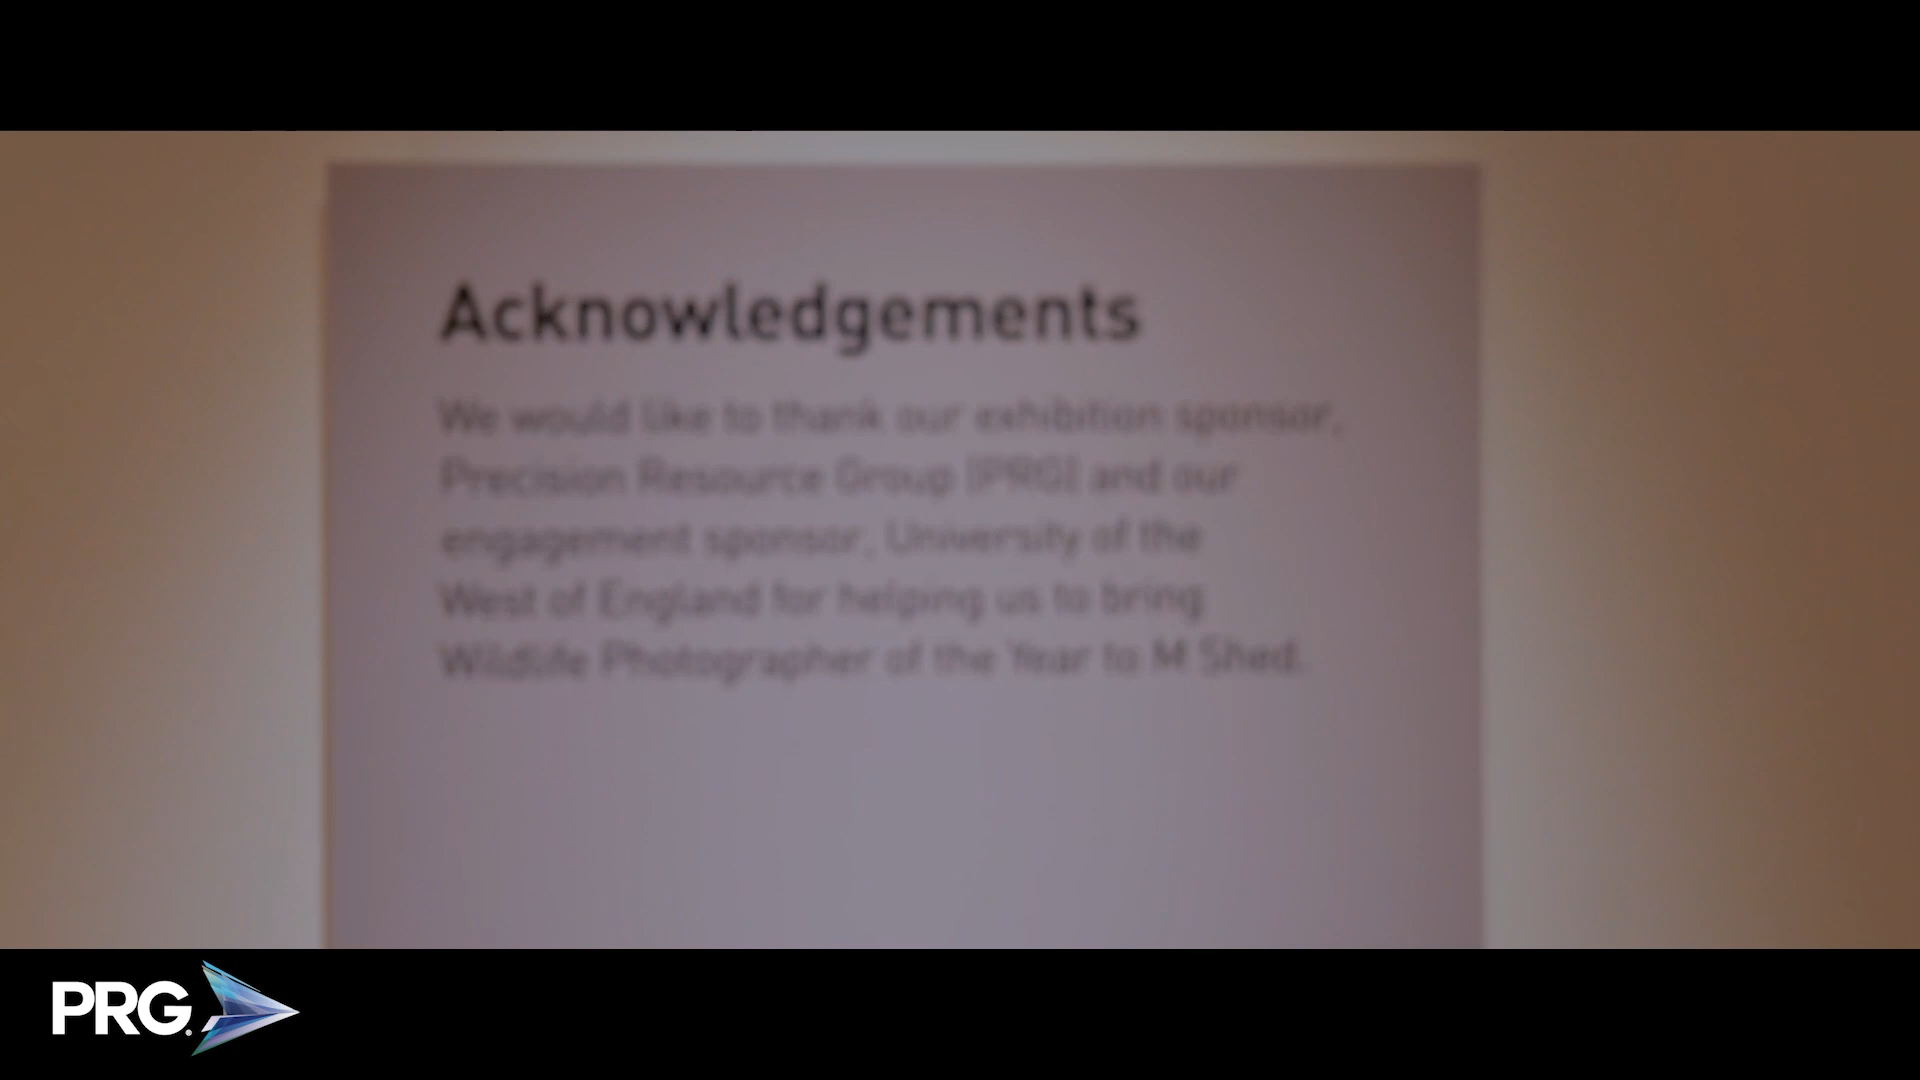 Acknowledgements
We would like to thank our exhibition sponsor,
Precision Resource Group (PRG) and our
engagement sponsor, University of the
West of England for helping us to bring
Wildlife Photographer of the Year to M Shed.
PRG.